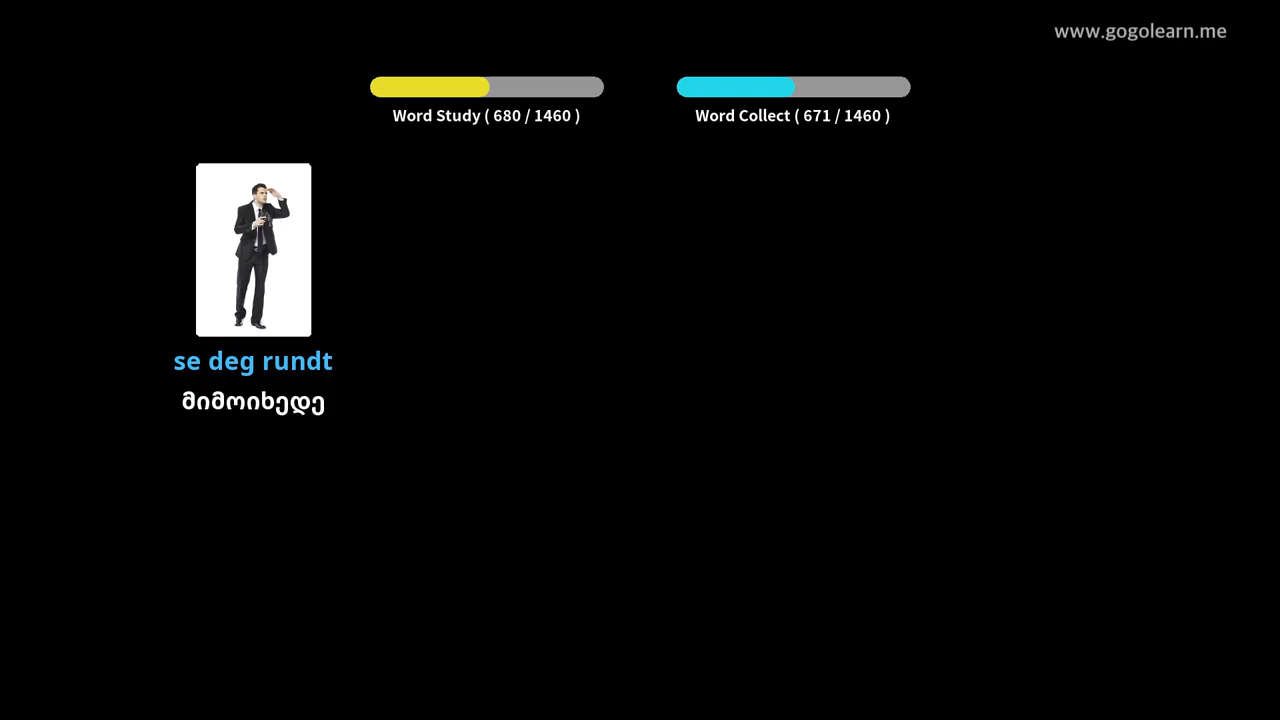 www.gogolearn.me
Word Study ( 680 / 1460 )
Word Collect ( 671 / 1460 )
se deg rundt
მიმოიხედე